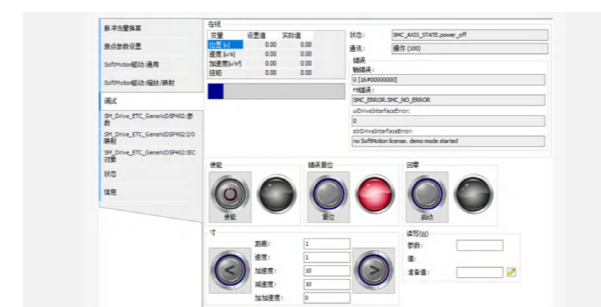 脉冲当量换算
原点参数设置
SoftMotion驱动:通用
SoftMotion驱动:缩放/映射
调试
SM_Drive_ETC_GenericDSP402:参数
SM_Drive_ETC_GenericDSP402:I/O映射
SM_Drive_ETC_GenericDSP402:IEC对象
状态
信息
在线
变量 设置值 实际值
位置 [u] 0.00 0.00
速度 [u/s] 0.00 0.00
加速度[u/s²] 0.00 0.00
扭矩 0.00 0.00
状态: SMC_AXIS_STATE.power_off
通讯: 操作 (100)
错误
轴错误:
0 [16#00000000]
FB错误:
SMC_ERROR.SMC_NO_ERROR
uiDriveInterfaceError:
0
strDriveInterfaceError:
no SoftMotion license. demo mode started
使能 错误复位 回零
使能 复位 启动
寸
距离: 1
速度: 1
加速度: 10
减速度: 10
加加速度: 0
< >
读写(n)
参数:
值:
准备值: